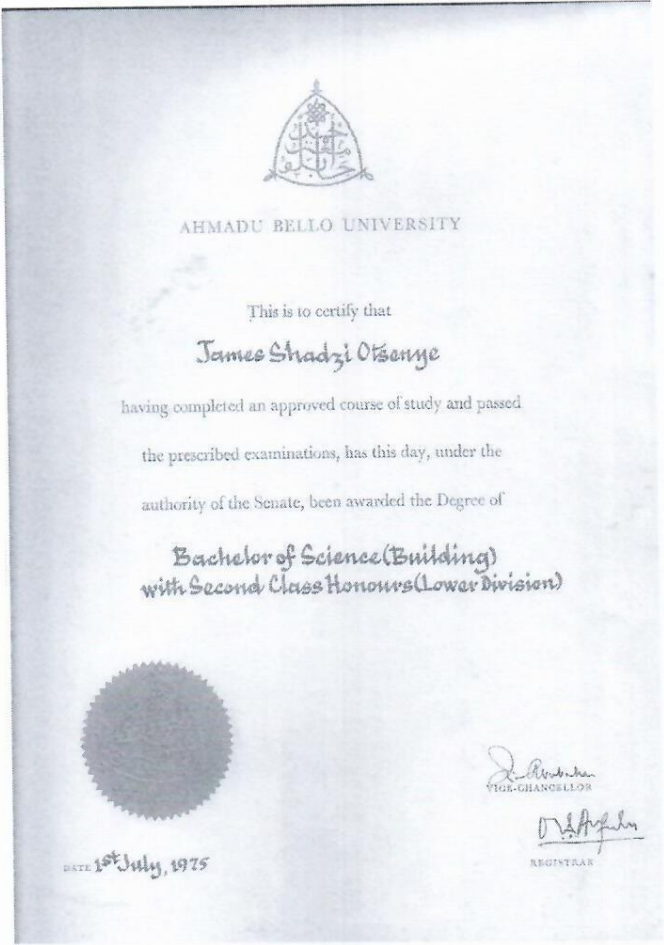 AHMADU BELLO UNIVERSITY
This is to certify that
James Shadzi Otsenye
having completed an approved course of study and passed
the prescribed examinations, has this day, under the
authority of the Senate, been awarded the Degree of
Bachelor of Science (Building)
with Second Class Honours (Lower Division)
VICE-CHANCELLOR
REGISTRAR
DATE 1st July, 1975